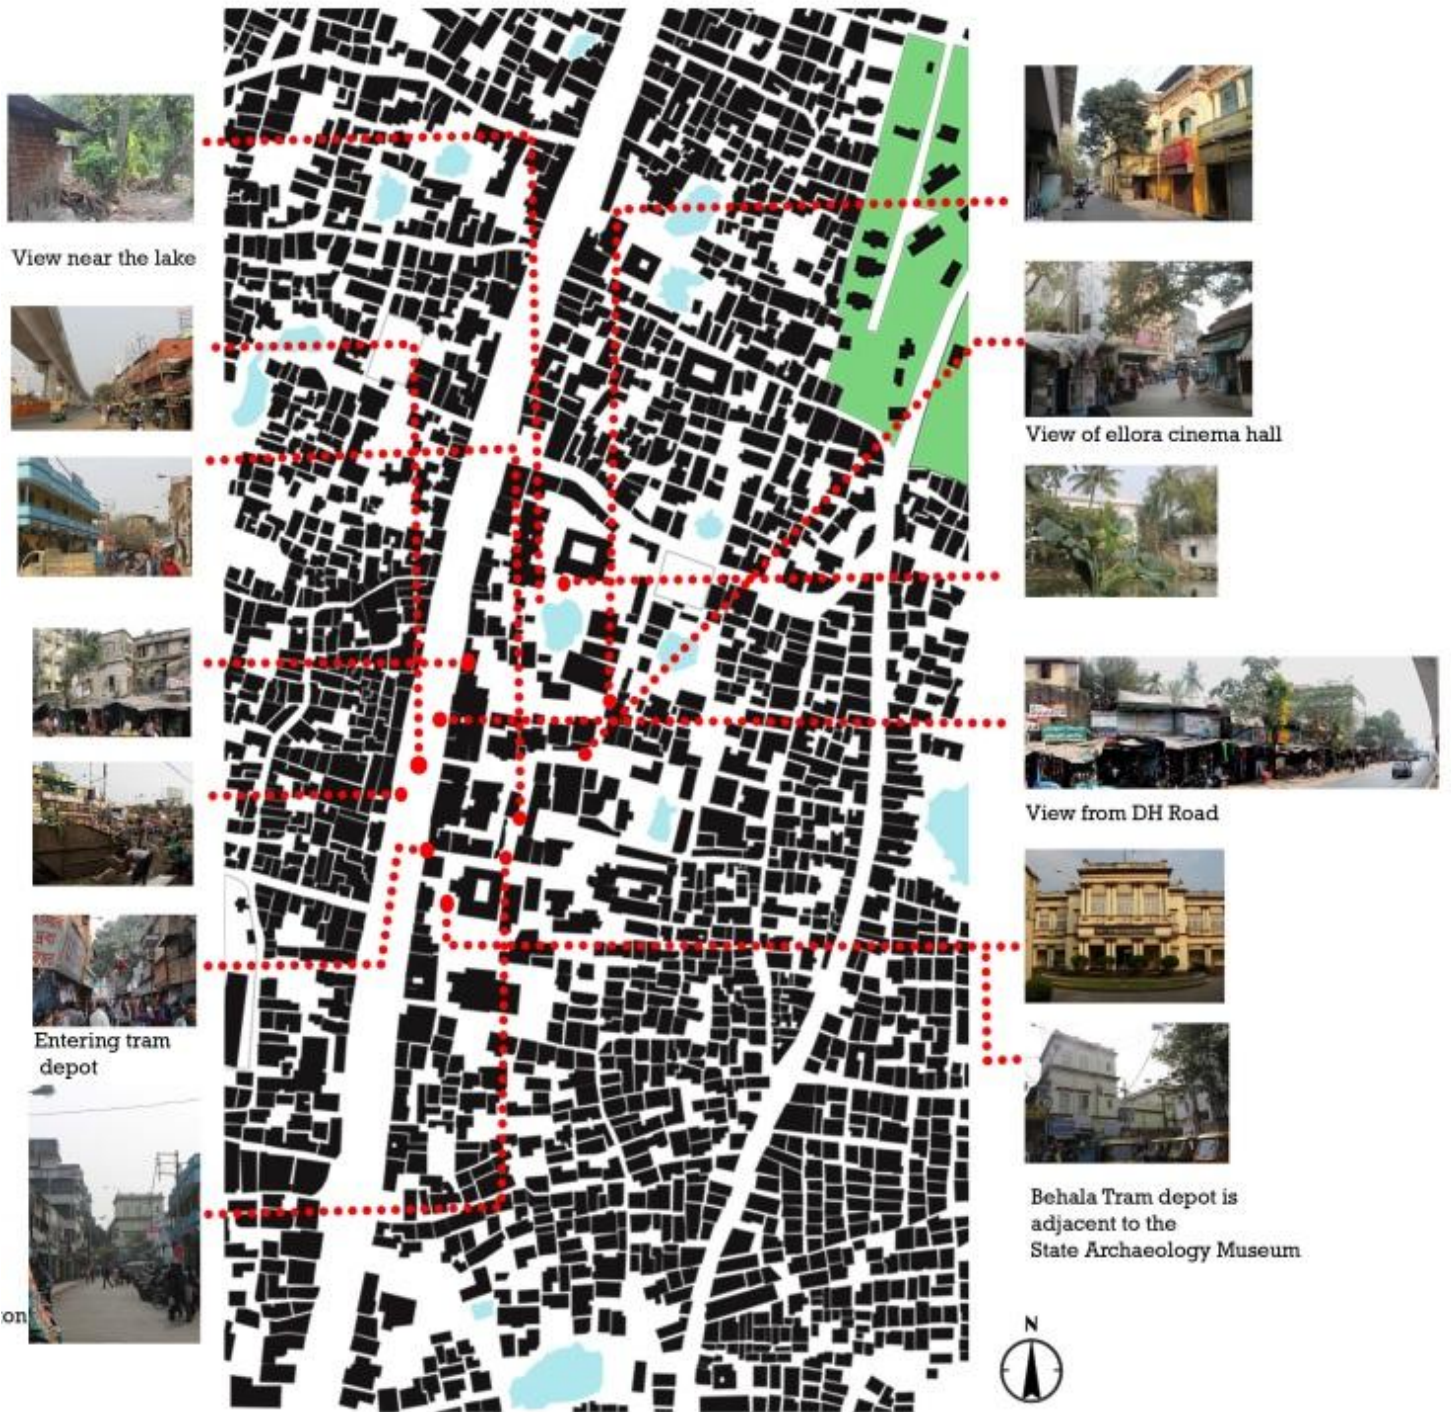 View near the lake
Entering tram
depot
on
View of ellora cinema hall
View from DH Road
Behala Tram depot is
adjacent to the
State Archaeology Museum
N